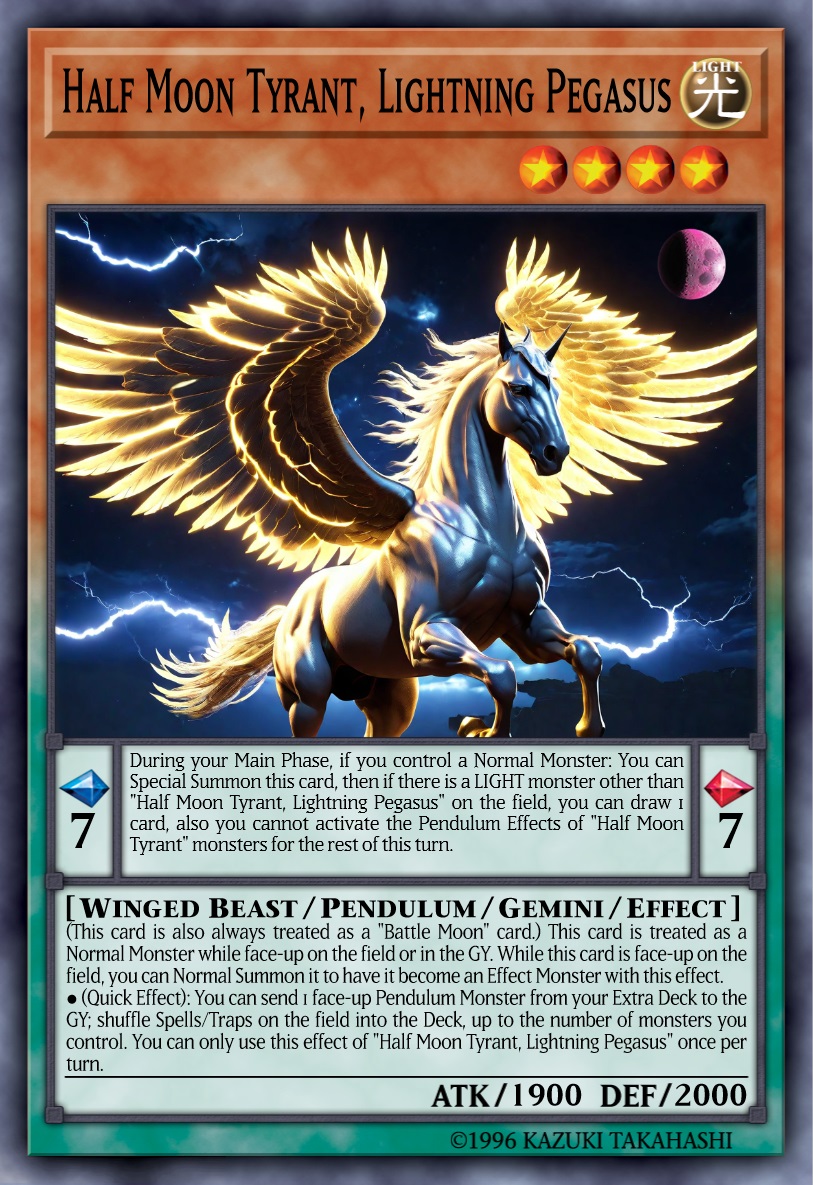 Half Moon Tyrant, Lightning Pegasus
LIGHT
光
During your Main Phase, if you control a Normal Monster: You can
Special Summon this card, then if there is a LIGHT monster other than
"Half Moon Tyrant, Lightning Pegasus" on the field, you can draw 1
card, also you cannot activate the Pendulum Effects of "Half Moon
Tyrant" monsters for the rest of this turn.
7
7
[ Winged Beast / Pendulum / Gemini / Effect ]
(This card is also always treated as a "Battle Moon" card.) This card is treated as a
Normal Monster while face-up on the field or in the GY. While this card is face-up on the
field, you can Normal Summon it to have it become an Effect Monster with this effect.
● (Quick Effect): You can send 1 face-up Pendulum Monster from your Extra Deck to the
GY; shuffle Spells/Traps on the field into the Deck, up to the number of monsters you
control. You can only use this effect of "Half Moon Tyrant, Lightning Pegasus" once per
turn.
ATK/1900 DEF/2000
©1996 KAZUKI TAKAHASHI